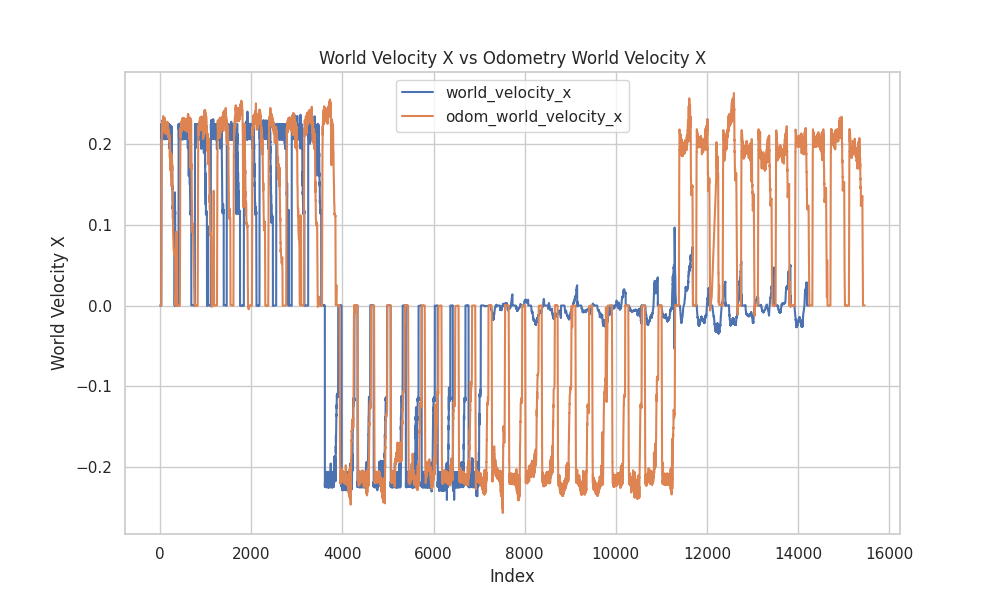 World Velocity X vs Odometry World Velocity X
world_velocity_x
odom_world_velocity_x
World Velocity X
0.2
0.1
0.0
−0.1
−0.2
0 2000 4000 6000 8000 10000 12000 14000 16000
Index